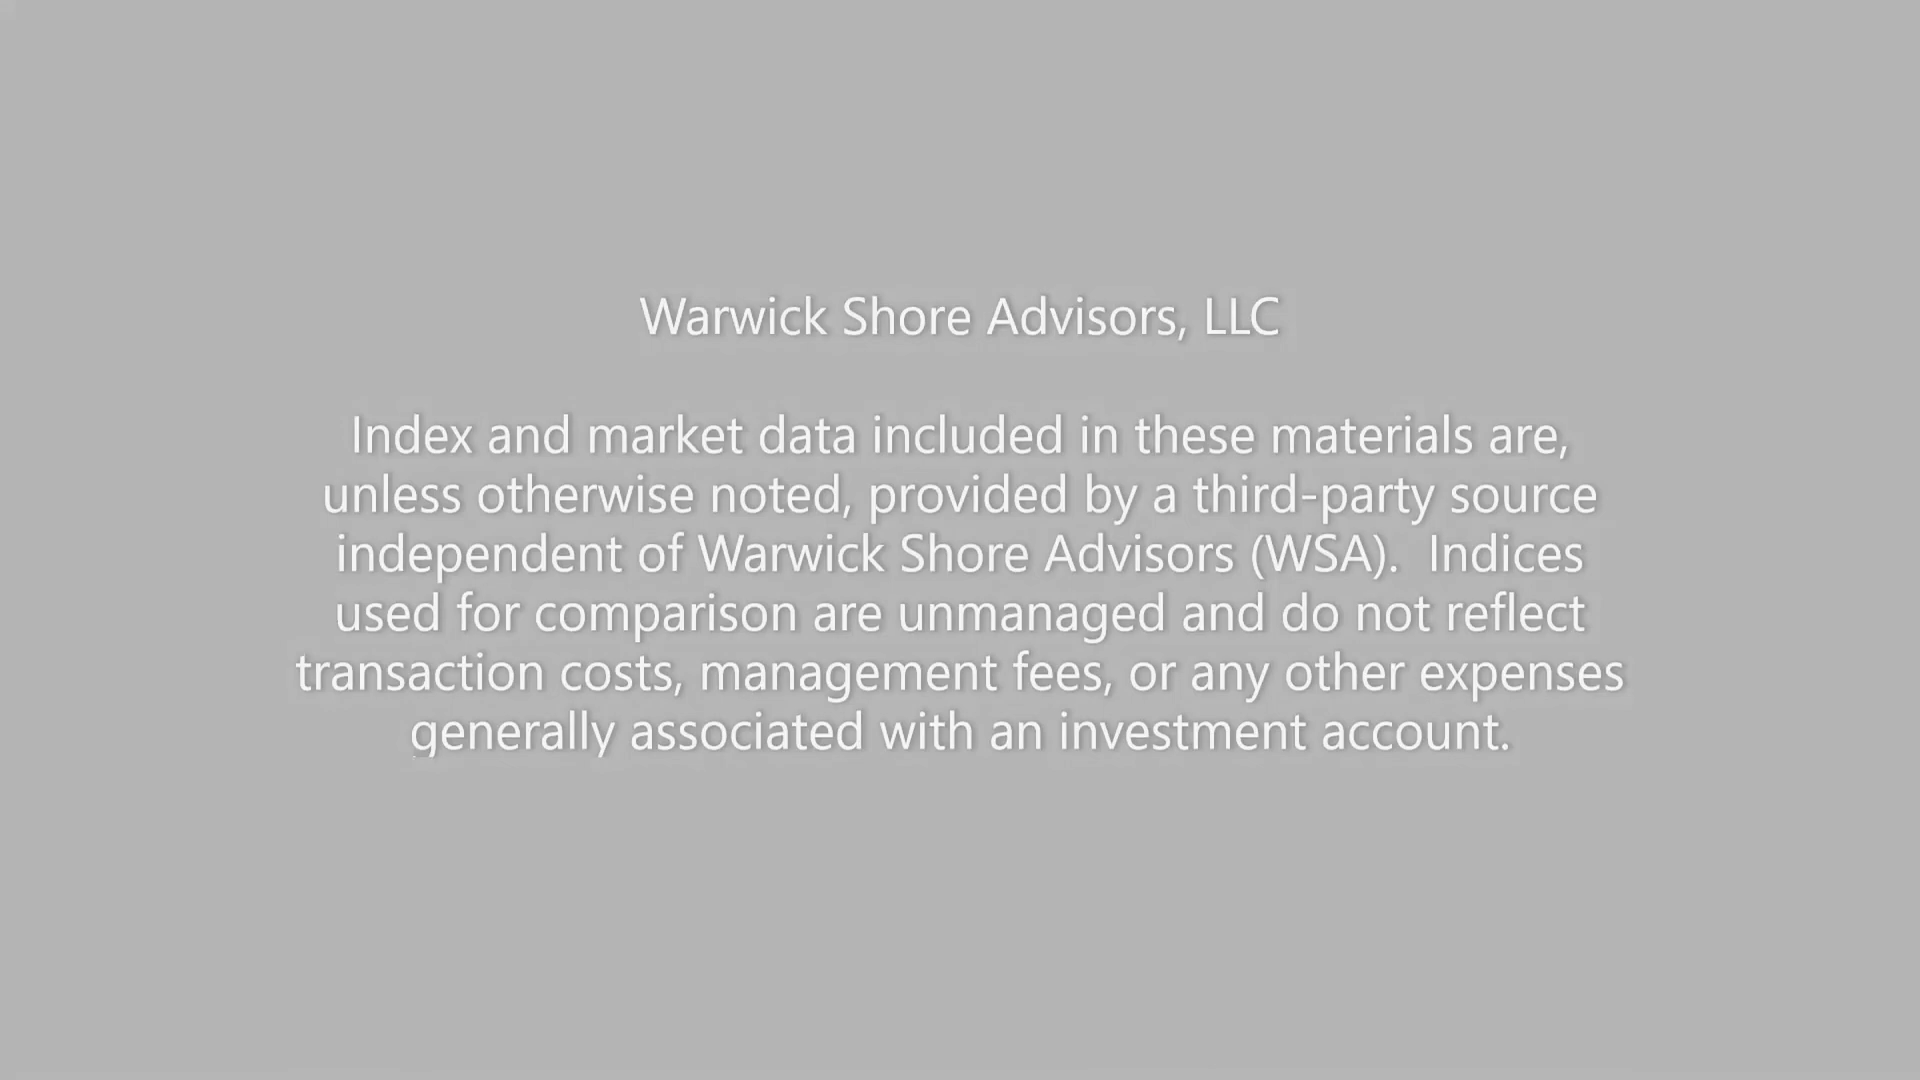 Warwick Shore Advisors, LLC
Index and market data included in these materials are,
unless otherwise noted, provided by a third-party source
independent of Warwick Shore Advisors (WSA).  Indices
used for comparison are unmanaged and do not reflect
transaction costs, management fees, or any other expenses
generally associated with an investment account.